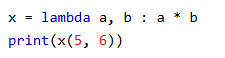 x = lambda a, b : a * b
print(x(5, 6))